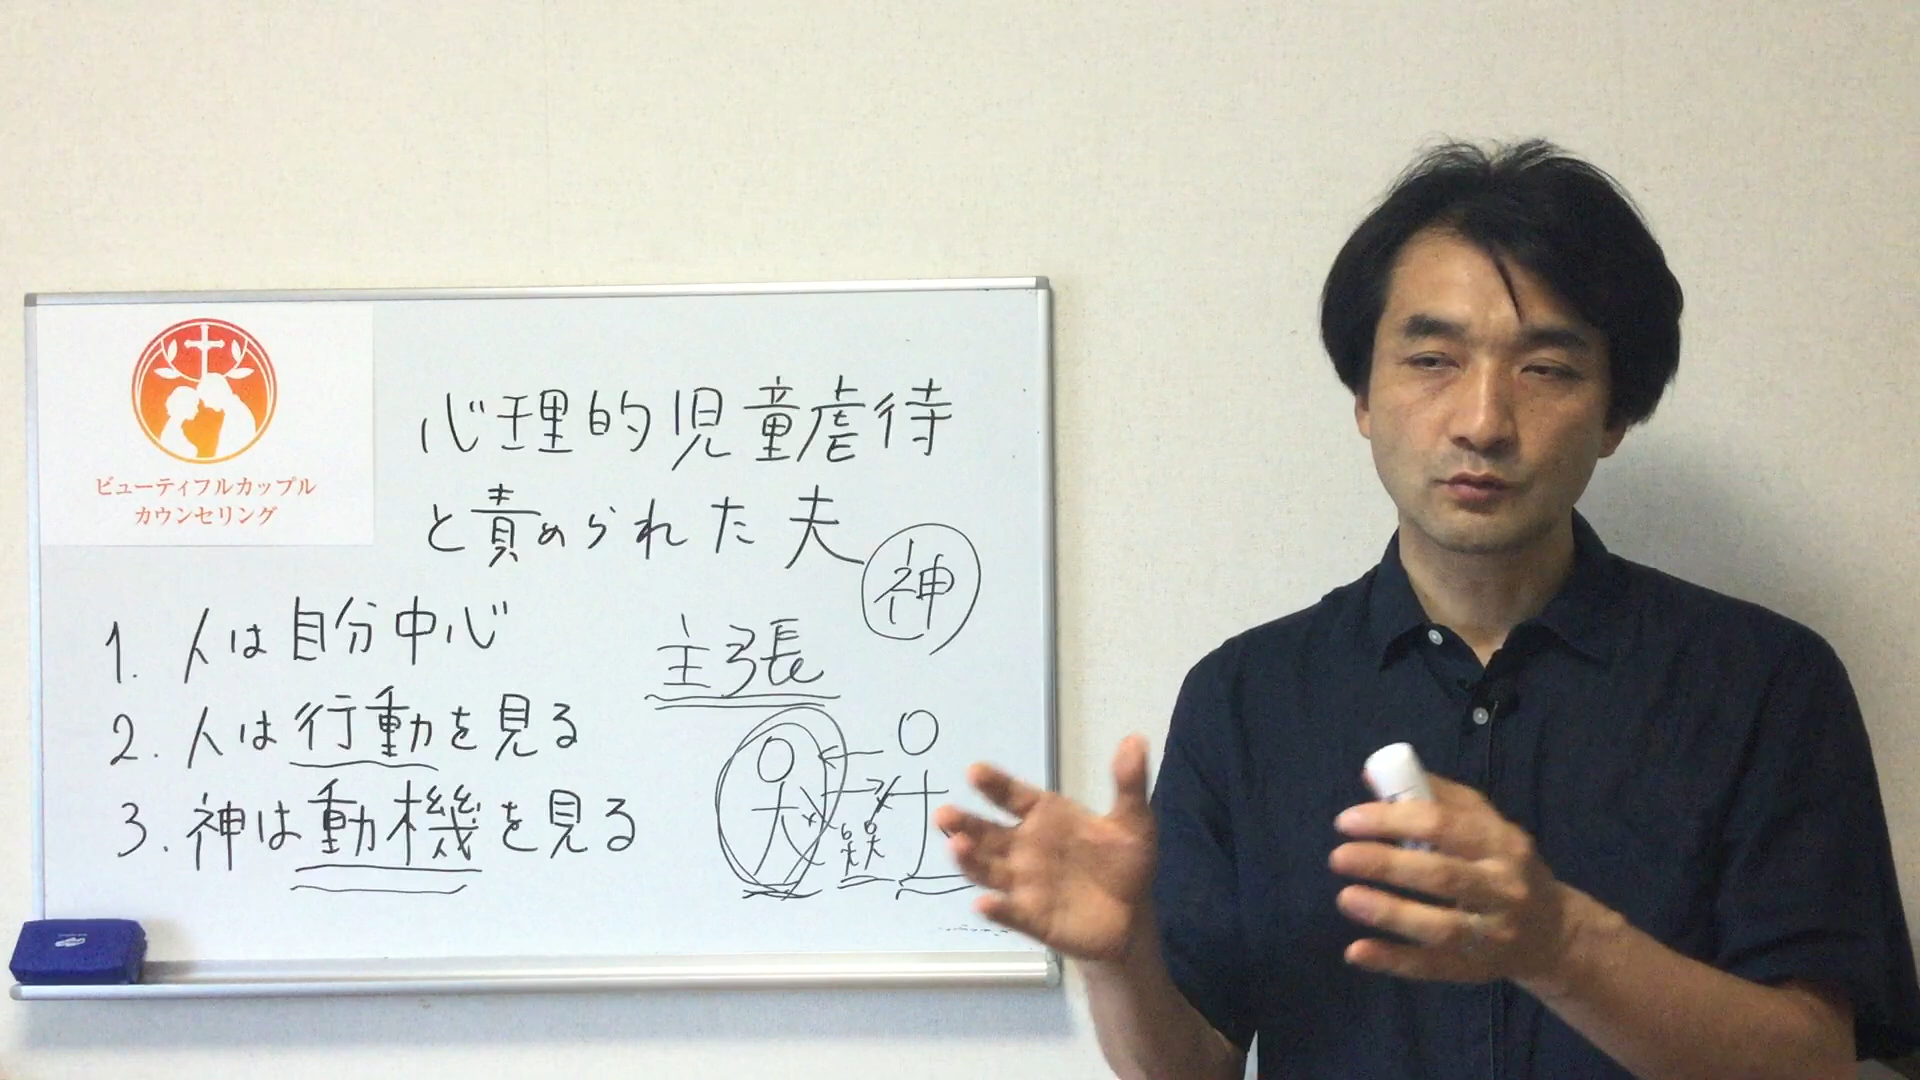 ビューティフルカップル
カウンセリング
心理的児童虐待
と責められた夫
神
1. 人は自分中心
主張
2. 人は行動を見る
3. 神は動機を見る